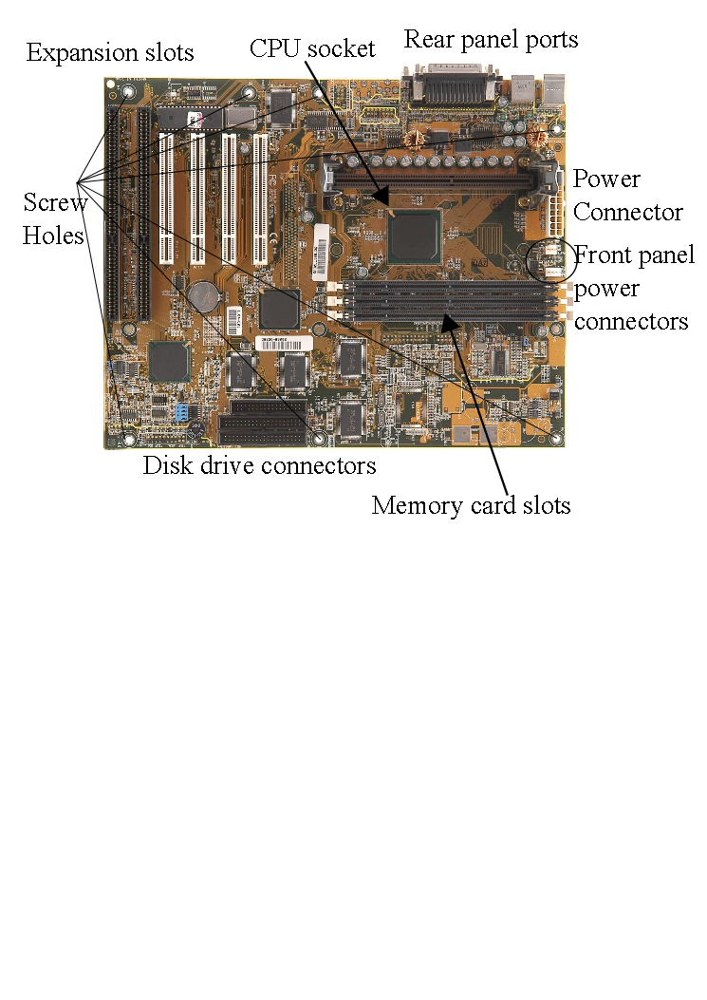 Expansion slots
CPU socket
Rear panel ports
Screw
Holes
Power
Connector
Front panel
power
connectors
Disk drive connectors
Memory card slots